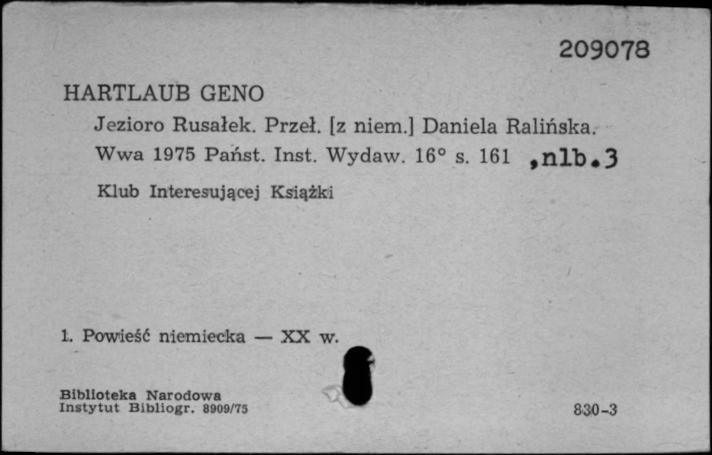 209078
HARTLAUB GENO
Jezioro Rusałek. Przeł. [z niem.] Daniela Ralińska.
Wwa 1975 Państ. Inst. Wydaw. 16° s. 161 ,nlb.3
Klub Interesującej Książki
1. Powieść niemiecka — XX w.
Biblioteka Narodowa
Instytut Bibliogr. 8909/75
830-3